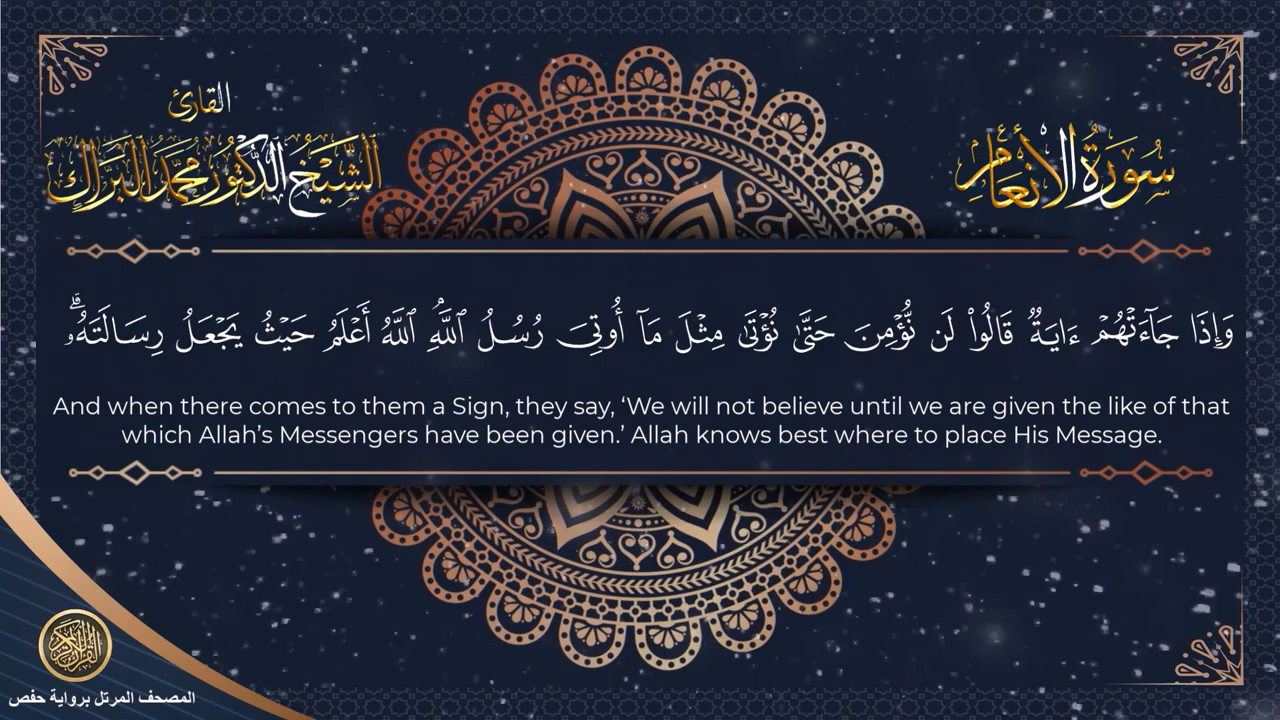 القارئ
الشيخ الدكتور محمد البراك
سورة الأنعام
وَإِذَا جَآءَتْهُمْ ءَايَةٌ قَالُوا۟ لَن نُّؤْمِنَ حَتَّىٰ نُؤْتَىٰ مِثْلَ مَآ أُوتِىَ رُسُلُ ٱللَّهِ ۘ ٱللَّهُ أَعْلَمُ حَيْثُ يَجْعَلُ رِسَالَتَهُۥ ۗ
And when there comes to them a Sign, they say, ‘We will not believe until we are given the like of that
which Allah’s Messengers have been given.’ Allah knows best where to place His Message.
القرآن الكريم
المصحف المرتل برواية حفص